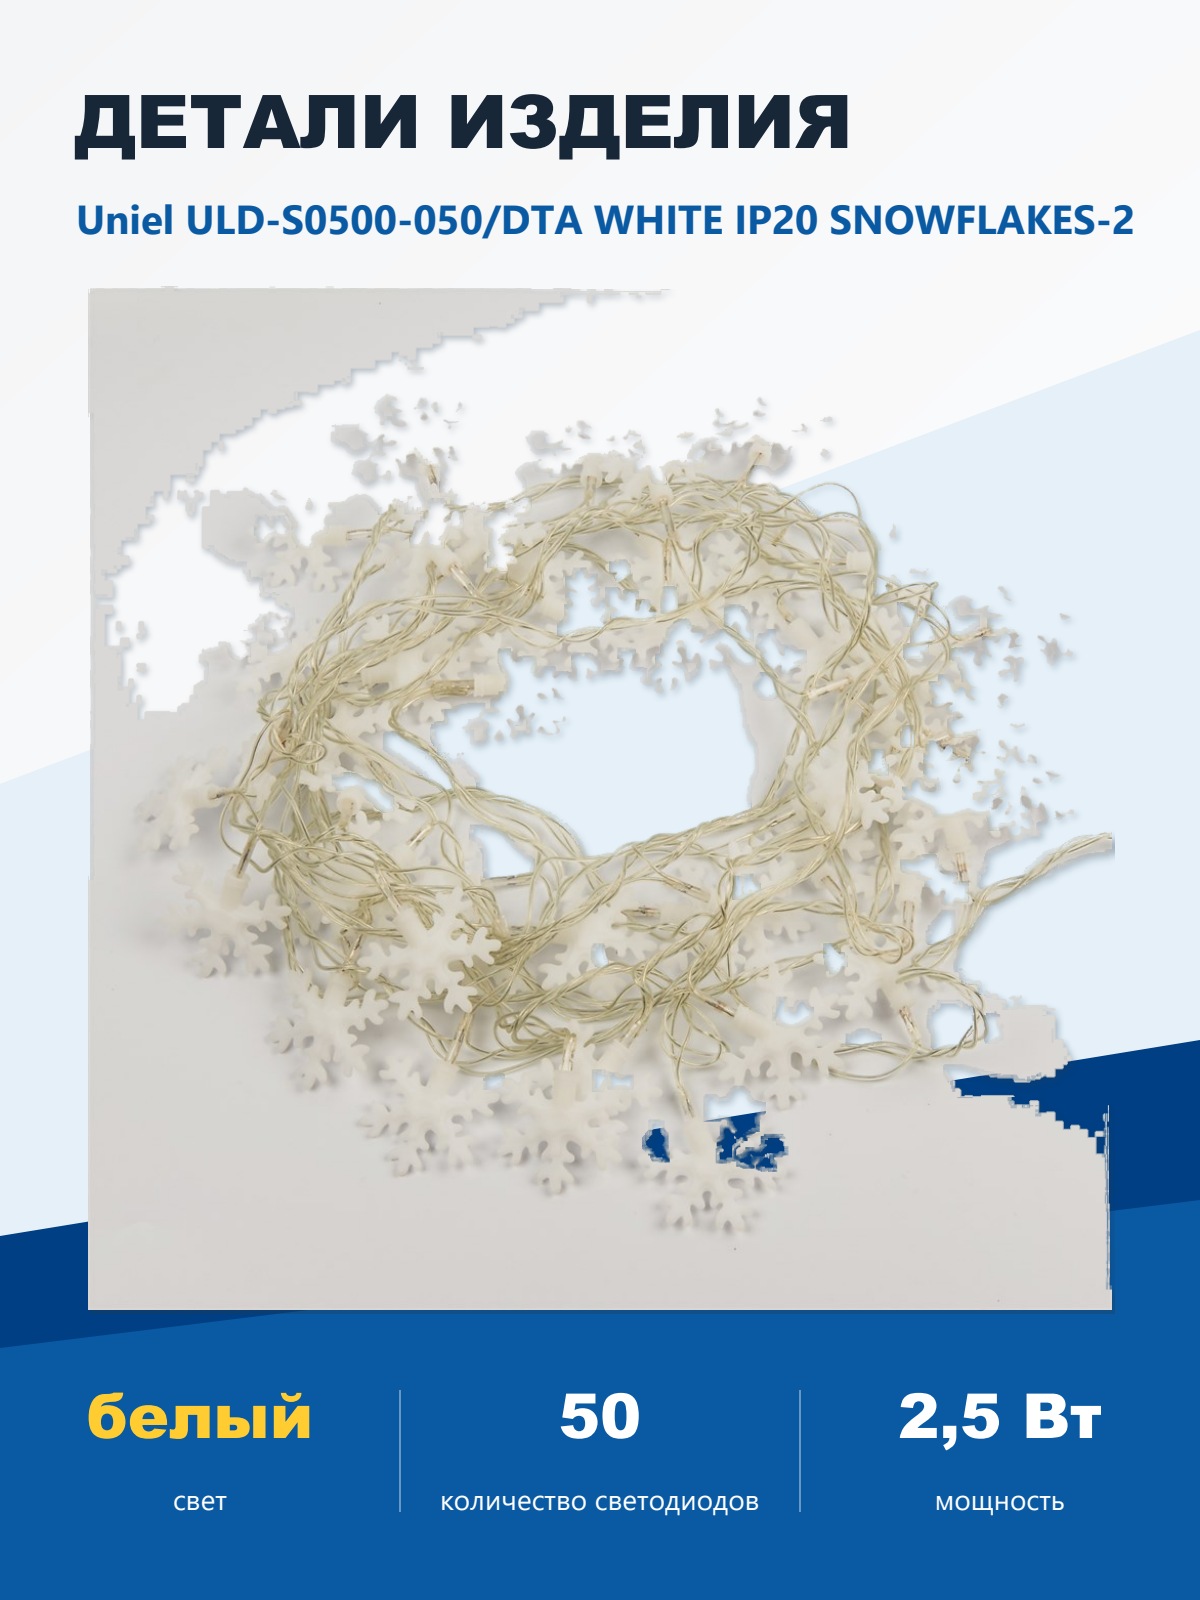 ДЕТАЛИ ИЗДЕЛИЯ
Uniel ULD-S0500-050/DTA WHITE IP20 SNOWFLAKES-2
белый
свет
50
количество светодиодов
2,5 Вт
мощность